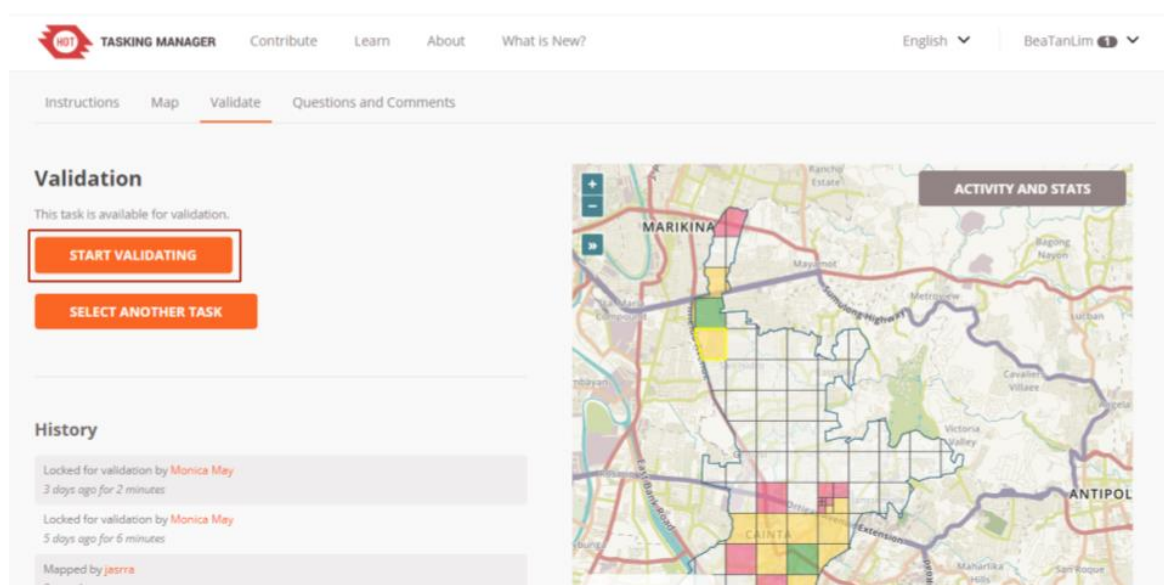 HOT TASKING MANAGER Contribute Learn About What is New? English BeaTanLim 1
Instructions Map Validate Questions and Comments
Validation
This task is available for validation.
START VALIDATING
SELECT ANOTHER TASK
History
Locked for validation by Monica May
3 days ago for 2 minutes
Locked for validation by Monica May
5 days ago for 6 minutes
Mapped by jasrra
+
−
»
ACTIVITY AND STATS
Rancho
Estate
MARIKINA
Mayamot
Bagong
Nayon
Sumulong Highway
Metroview
Lucban
Cavalier
Village
Victoria
Valley
ANTIPOL
East Bank Road
CAINTA
Extension
Maharlika
Hills
San Roque